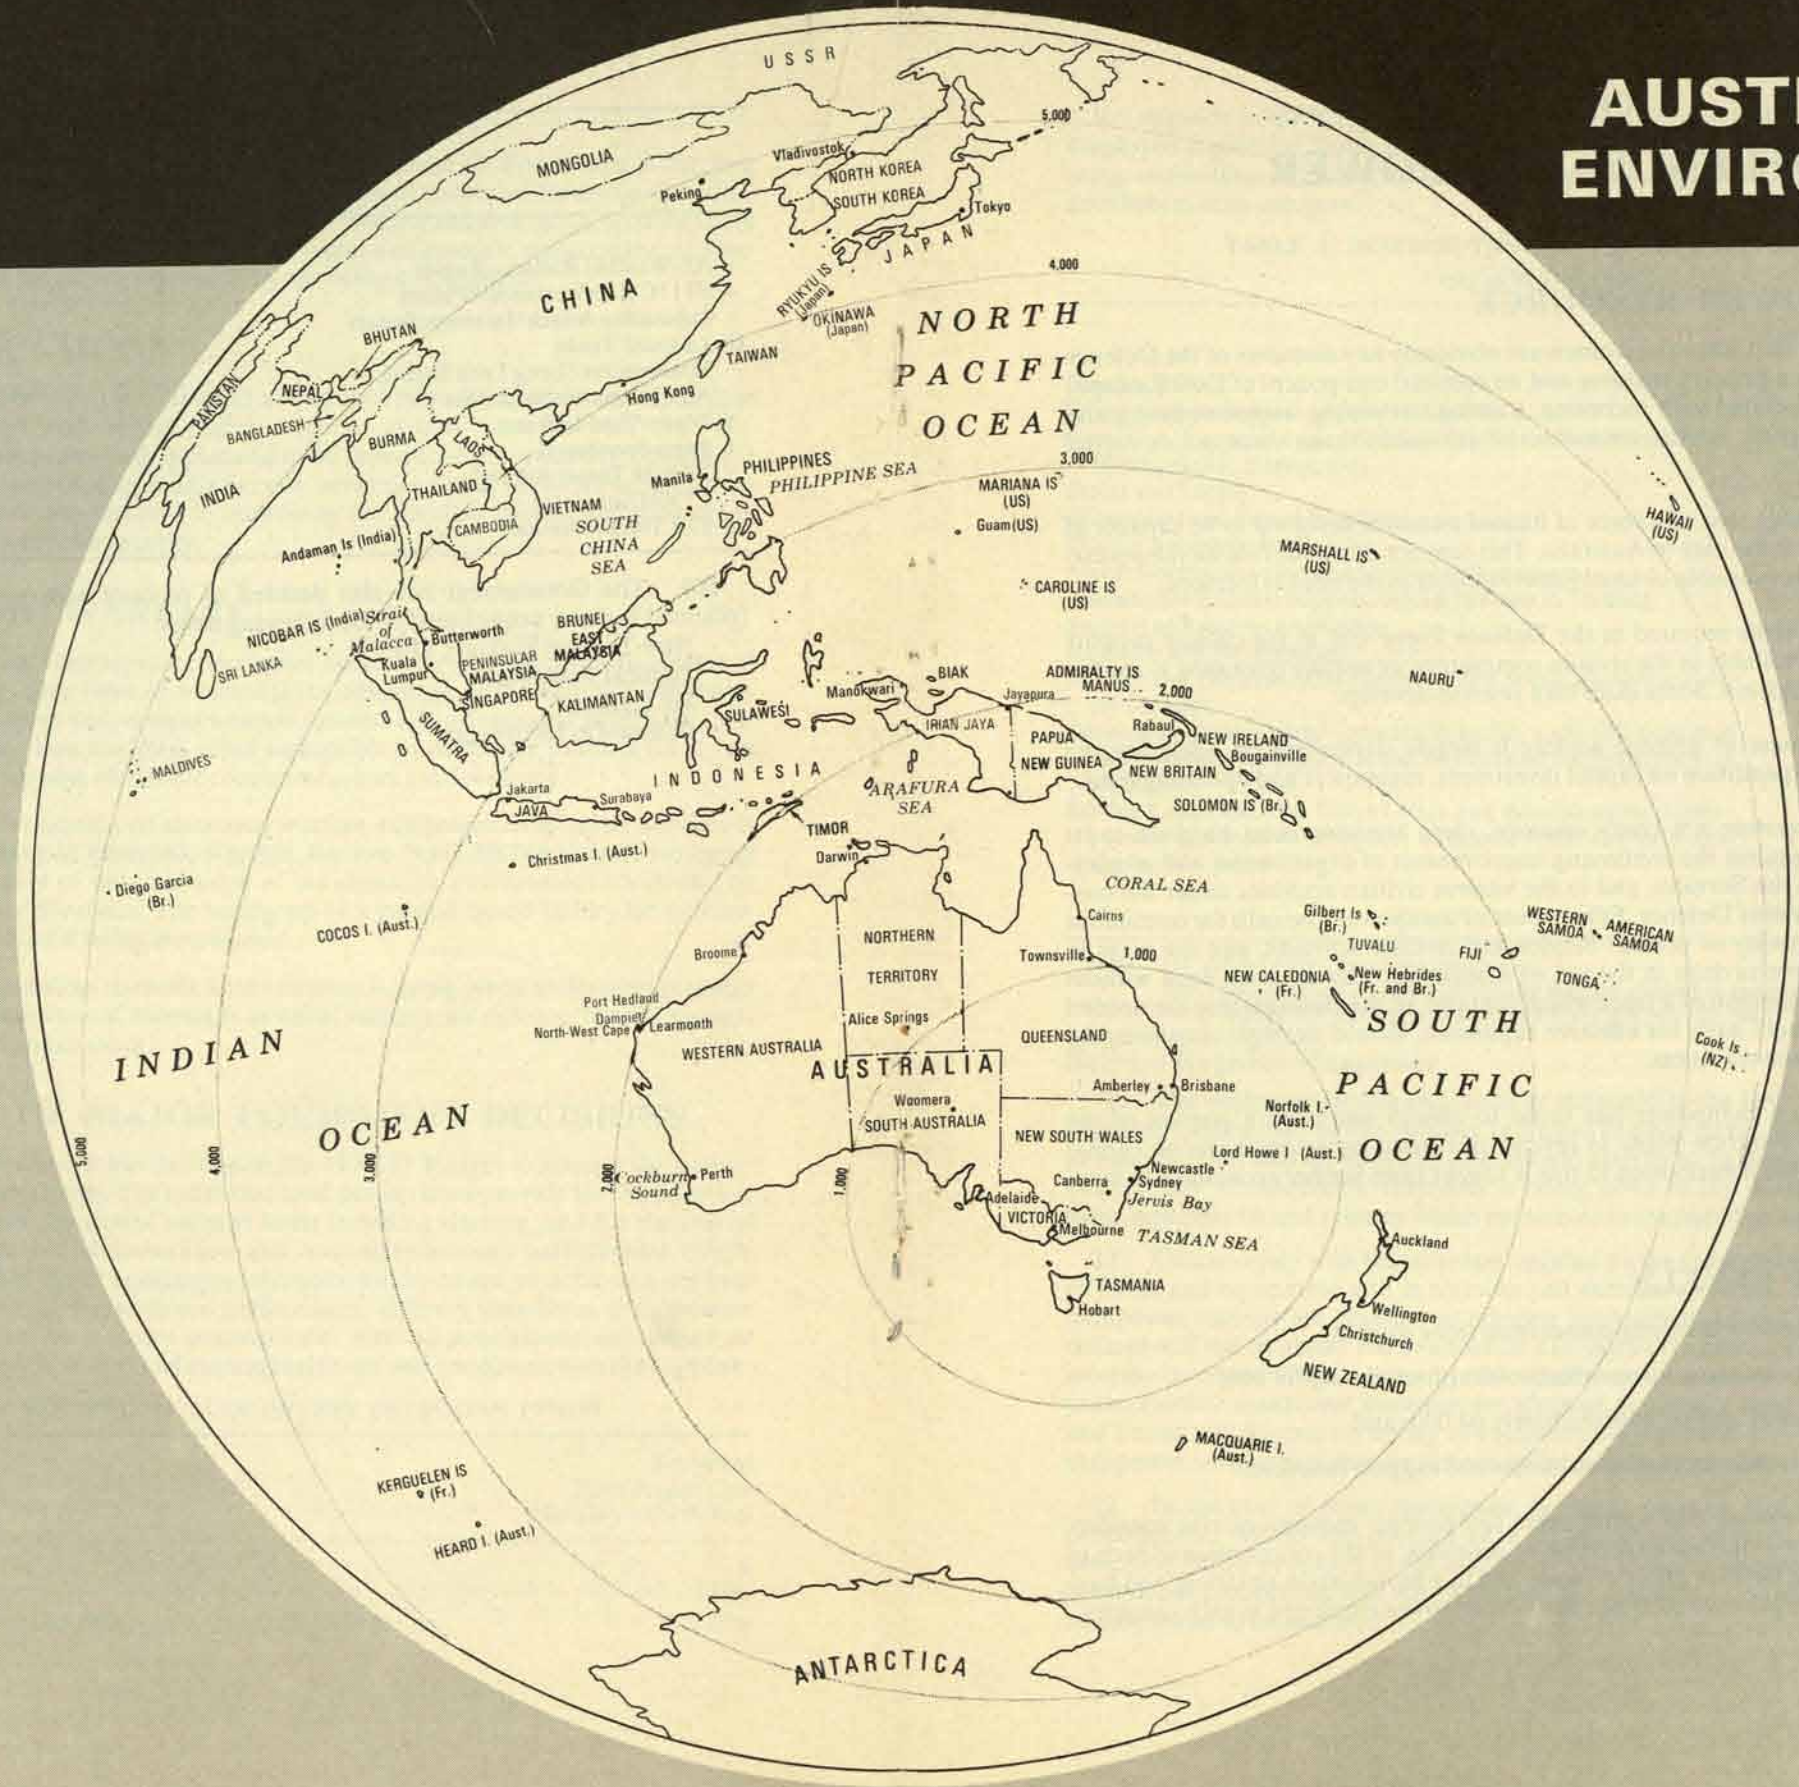 AUST
ENVIR
USSR
5,000
MONGOLIA
Vladivostok
NORTH KOREA
Peking
SOUTH KOREA
Tokyo
JAPAN
4,000
CHINA
RYUKYU IS
(Japan)
OKINAWA
(Japan)
NORTH
PACIFIC
OCEAN
BHUTAN
TAIWAN
NEPAL
PAKISTAN
Hong Kong
BANGLADESH
BURMA
LAOS
3,000
PHILIPPINES
PHILIPPINE SEA
Manila
MARIANA IS
(US)
Guam (US)
INDIA
THAILAND
VIETNAM
CAMBODIA
SOUTH
CHINA
SEA
HAWAII
(US)
Andaman Is (India)
MARSHALL IS
(US)
CAROLINE IS
(US)
NICOBAR IS (India)
Strait
of
Malacca
Butterworth
BRUNEI
EAST
MALAYSIA
SRI LANKA
Kuala
Lumpur
PENINSULAR
MALAYSIA
SINGAPORE
KALIMANTAN
SUMATRA
SULAWESI
Manokwari
BIAK
ADMIRALTY IS
MANUS
2,000
NAURU
Jayapura
IRIAN JAYA
PAPUA
NEW GUINEA
Rabaul
NEW IRELAND
Bougainville
NEW BRITAIN
SOLOMON IS (Br.)
MALDIVES
INDONESIA
Jakarta
JAVA
Surabaya
ARAFURA
SEA
TIMOR
Darwin
Christmas I. (Aust.)
Diego Garcia
(Br.)
COCOS I. (Aust.)
CORAL SEA
Cairns
Gilbert Is
(Br.)
TUVALU
FIJI
WESTERN
SAMOA
AMERICAN
SAMOA
Broome
NORTHERN
TERRITORY
Townsville
1,000
NEW CALEDONIA
(Fr.)
New Hebrides
(Fr. and Br.)
TONGA
Port Hedland
Dampier
North-West Cape
Learmonth
Alice Springs
WESTERN AUSTRALIA
QUEENSLAND
SOUTH
PACIFIC
OCEAN
Cook Is
(NZ)
AUSTRALIA
INDIAN
OCEAN
Woomera
SOUTH AUSTRALIA
Amberley
Brisbane
Norfolk I.
(Aust.)
NEW SOUTH WALES
Lord Howe I (Aust.)
5,000
4,000
3,000
2,000
1,000
Cockburn
Sound
Perth
Newcastle
Canberra
Sydney
Jervis Bay
Adelaide
VICTORIA
Melbourne
TASMAN SEA
Auckland
TASMANIA
Hobart
Wellington
Christchurch
NEW ZEALAND
MACQUARIE I.
(Aust.)
KERGUELEN IS
(Fr.)
HEARD I. (Aust.)
ANTARCTICA